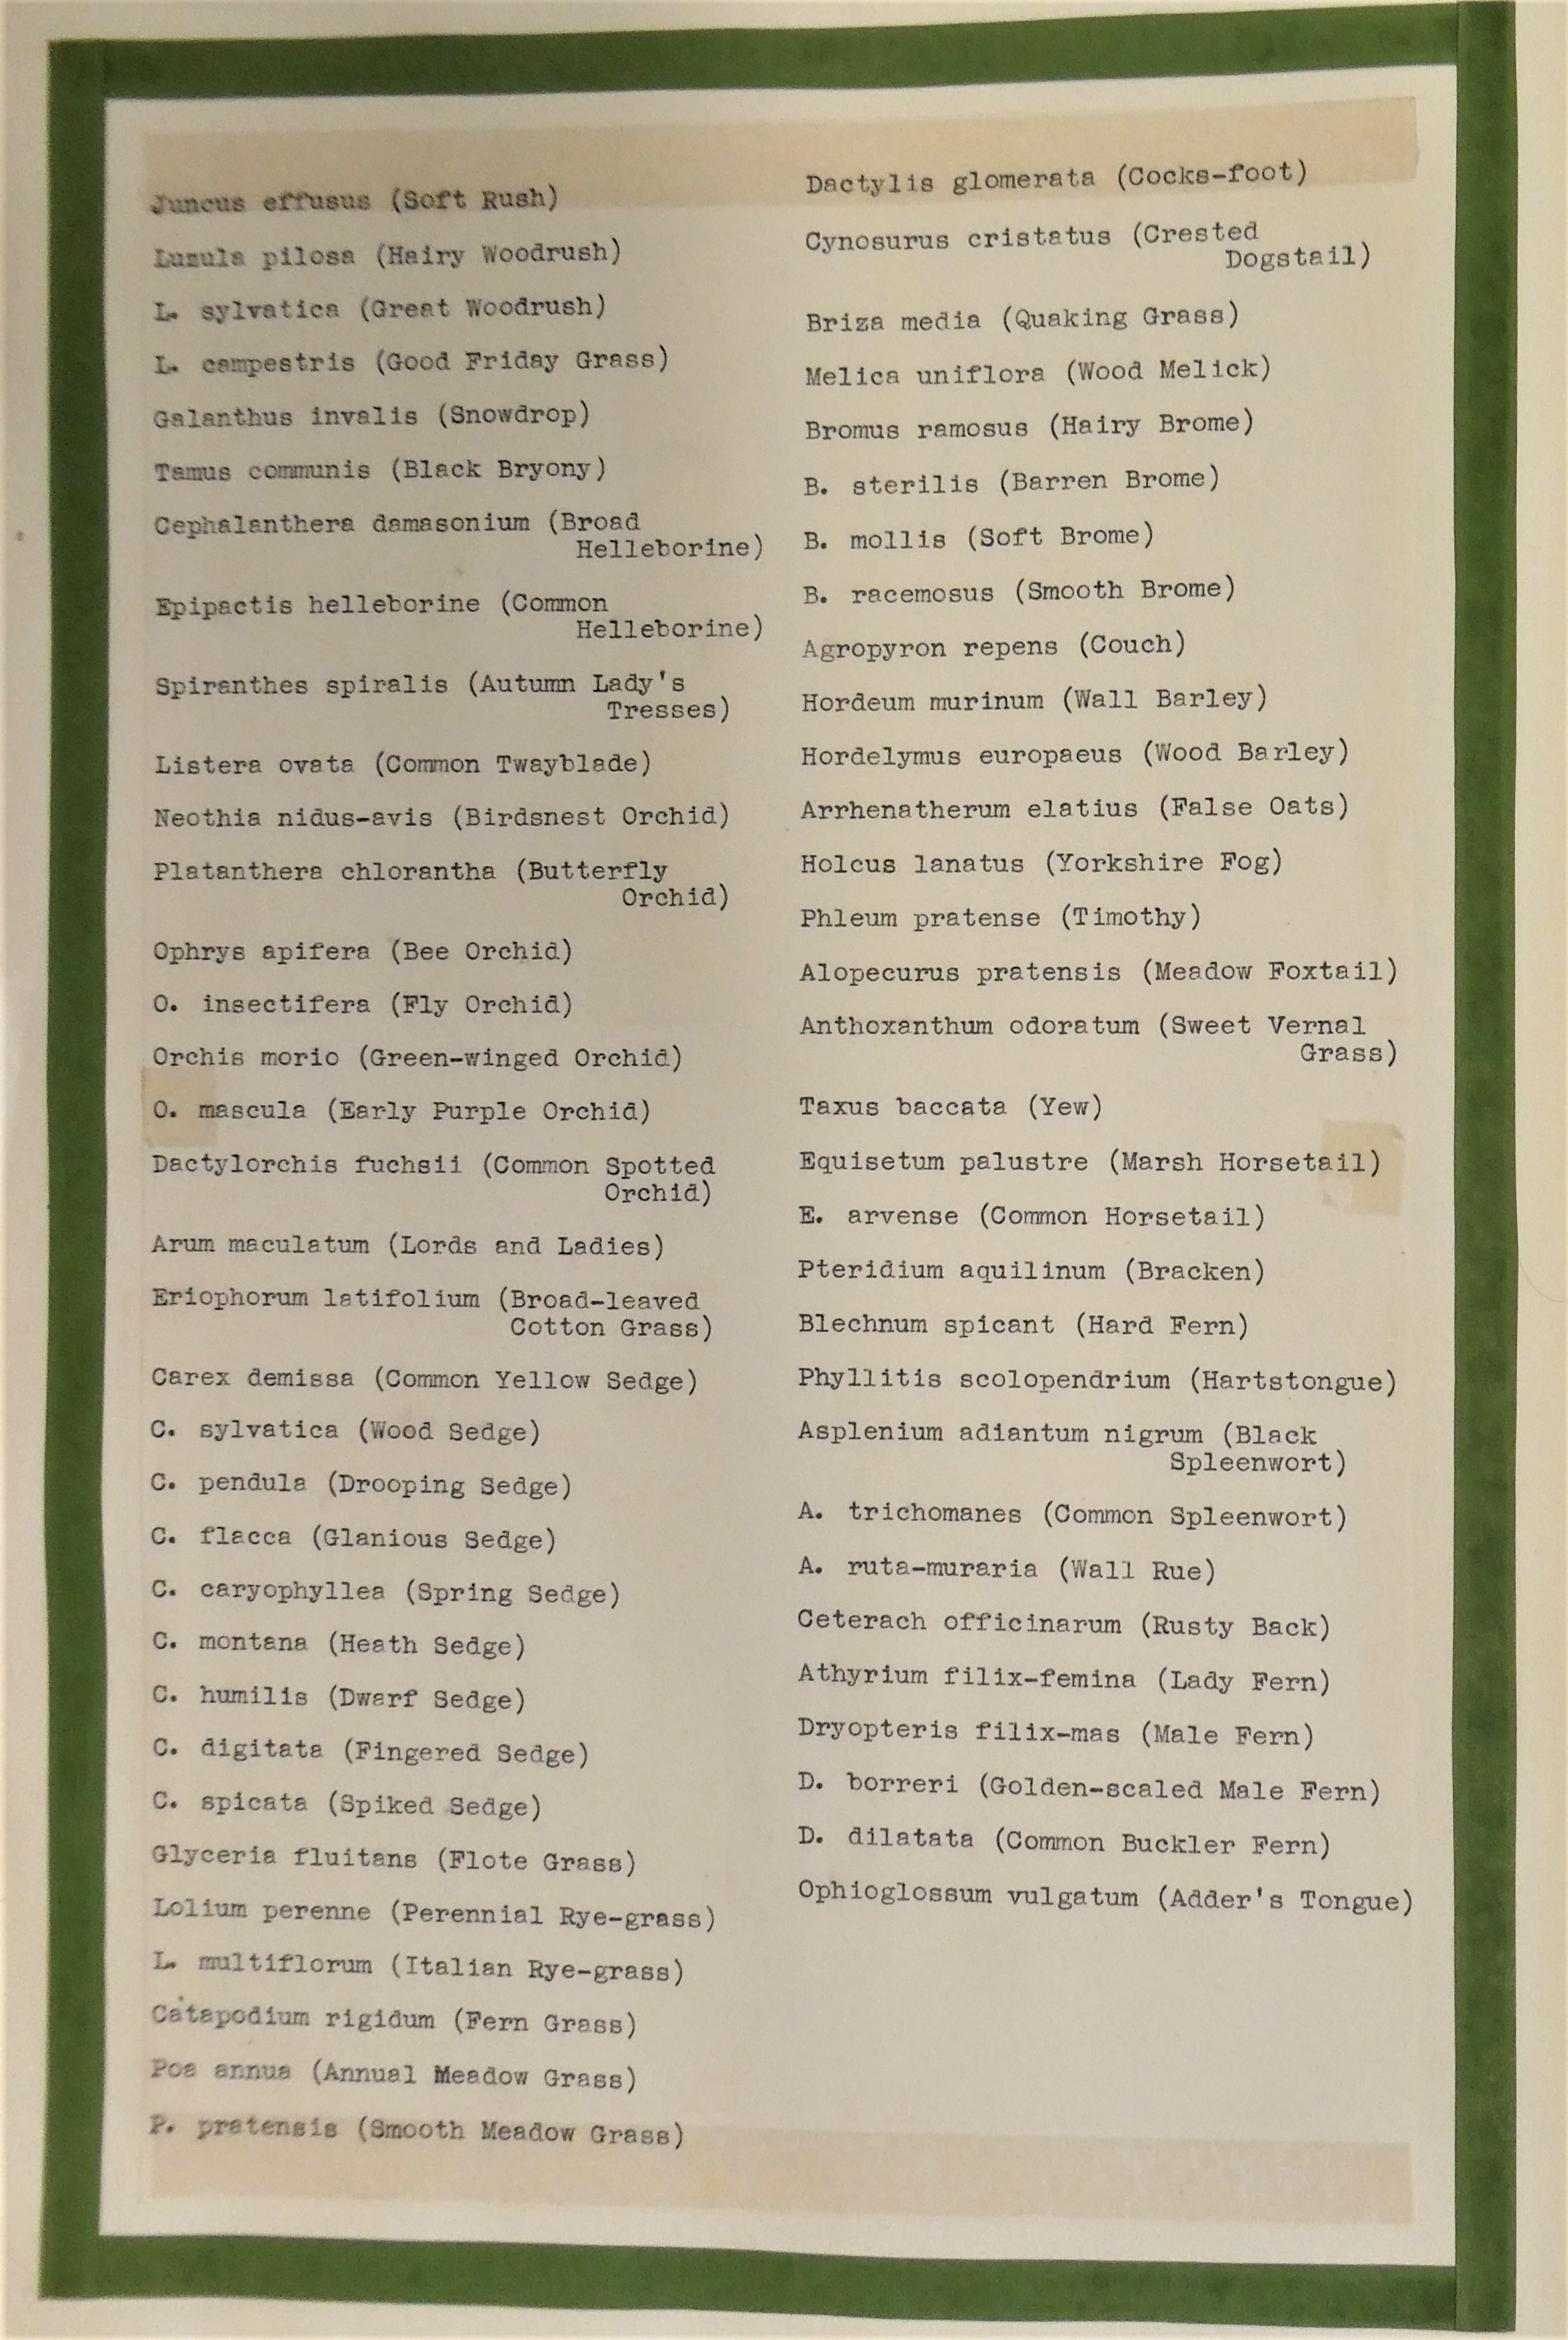 Juncus effusus (Soft Rush)
Luzula pilosa (Hairy Woodrush)
L. sylvatica (Great Woodrush)
L. campestris (Good Friday Grass)
Galanthus invalis (Snowdrop)
Tamus communis (Black Bryony)
Cephalanthera damasonium (Broad
Helleborine)
Epipactis helleborine (Common
Helleborine)
Spiranthes spiralis (Autumn Lady's
Tresses)
Listera ovata (Common Twayblade)
Neothia nidus-avis (Birdsnest Orchid)
Platanthera chlorantha (Butterfly
Orchid)
Ophrys apifera (Bee Orchid)
O. insectifera (Fly Orchid)
Orchis morio (Green-winged Orchid)
O. mascula (Early Purple Orchid)
Dactylorchis fuchsii (Common Spotted
Orchid)
Arum maculatum (Lords and Ladies)
Eriophorum latifolium (Broad-leaved
Cotton Grass)
Carex demissa (Common Yellow Sedge)
C. sylvatica (Wood Sedge)
C. pendula (Drooping Sedge)
C. flacca (Glanious Sedge)
C. caryophyllea (Spring Sedge)
C. montana (Heath Sedge)
C. humilis (Dwarf Sedge)
C. digitata (Fingered Sedge)
C. spicata (Spiked Sedge)
Glyceria fluitans (Flote Grass)
Lolium perenne (Perennial Rye-grass)
L. multiflorum (Italian Rye-grass)
Catapodium rigidum (Fern Grass)
Poa annua (Annual Meadow Grass)
P. pratensis (Smooth Meadow Grass)
Dactylis glomerata (Cocks-foot)
Cynosurus cristatus (Crested
Dogstail)
Briza media (Quaking Grass)
Melica uniflora (Wood Melick)
Bromus ramosus (Hairy Brome)
B. sterilis (Barren Brome)
B. mollis (Soft Brome)
B. racemosus (Smooth Brome)
Agropyron repens (Couch)
Hordeum murinum (Wall Barley)
Hordelymus europaeus (Wood Barley)
Arrhenatherum elatius (False Oats)
Holcus lanatus (Yorkshire Fog)
Phleum pratense (Timothy)
Alopecurus pratensis (Meadow Foxtail)
Anthoxanthum odoratum (Sweet Vernal
Grass)
Taxus baccata (Yew)
Equisetum palustre (Marsh Horsetail)
E. arvense (Common Horsetail)
Pteridium aquilinum (Bracken)
Blechnum spicant (Hard Fern)
Phyllitis scolopendrium (Hartstongue)
Asplenium adiantum nigrum (Black
Spleenwort)
A. trichomanes (Common Spleenwort)
A. ruta-muraria (Wall Rue)
Ceterach officinarum (Rusty Back)
Athyrium filix-femina (Lady Fern)
Dryopteris filix-mas (Male Fern)
D. borreri (Golden-scaled Male Fern)
D. dilatata (Common Buckler Fern)
Ophioglossum vulgatum (Adder's Tongue)